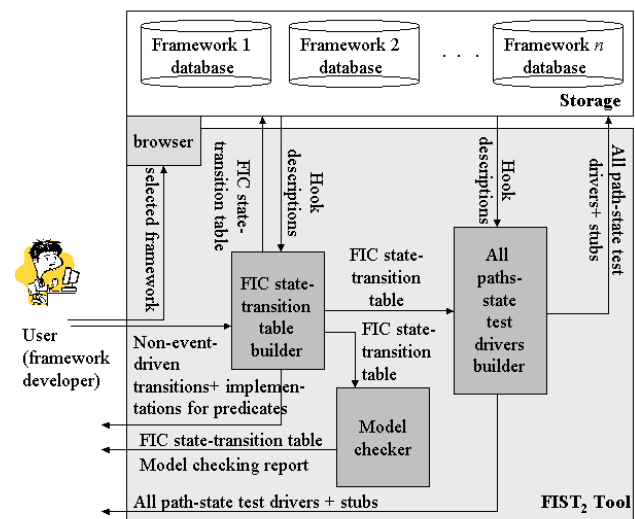 Framework 1
database
Framework 2
database
. . .
Framework n
database
Storage
browser
selected framework
FIC state-
transition table
Hook
descriptions
Hook
descriptions
All path-state test
drivers+ stubs
User
(framework
developer)
FIC state-
transition
table
builder
FIC state-transition
table
All
paths-
state
test
drivers
builder
FIC state-
transition
table
Non-event-
driven
transitions+ implemen-
tations for predicates
Model
checker
FIC state-transition table
Model checking report
All path-state test drivers + stubs
FIST₂ Tool